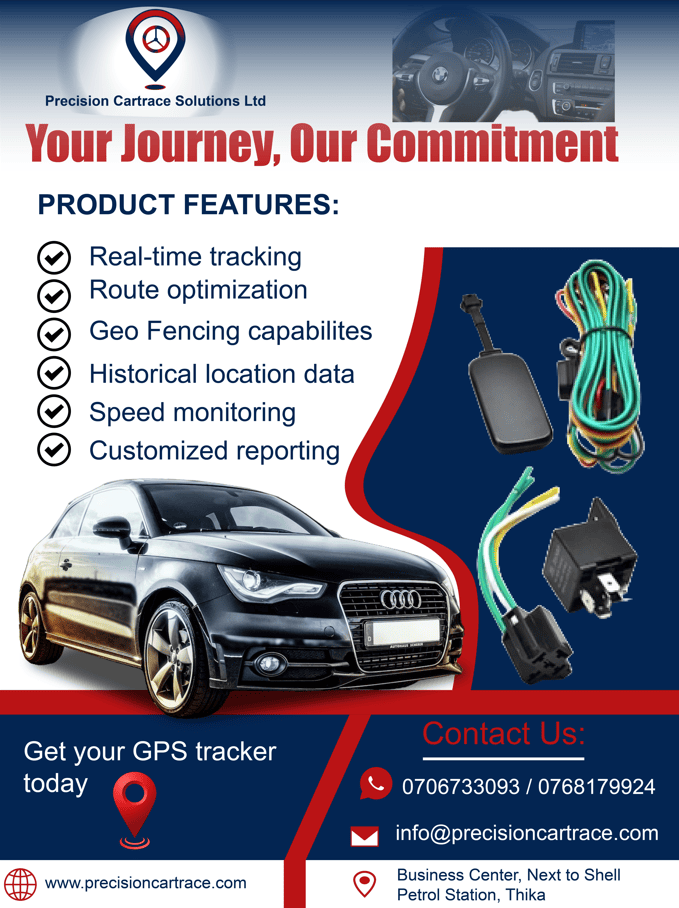 Precision Cartrace Solutions Ltd
Your Journey, Our Commitment
PRODUCT FEATURES:
Real-time tracking
Route optimization
Geo Fencing capabilites
Historical location data
Speed monitoring
Customized reporting
Get your GPS tracker
today
Contact Us:
0706733093 / 0768179924
info@precisioncartrace.com
www.precisioncartrace.com
Business Center, Next to Shell
Petrol Station, Thika